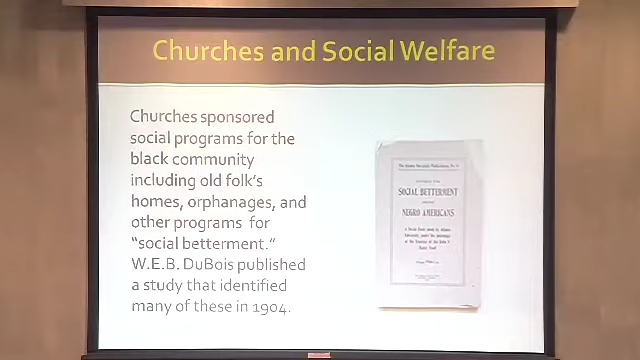 Churches and Social Welfare
Churches sponsored
social programs for the
black community
including old folk's
homes, orphanages, and
other programs for
"social betterment."
W.E.B. DuBois published
a study that identified
many of these in 1904.
SOCIAL BETTERMENT
NEGRO AMERICANS